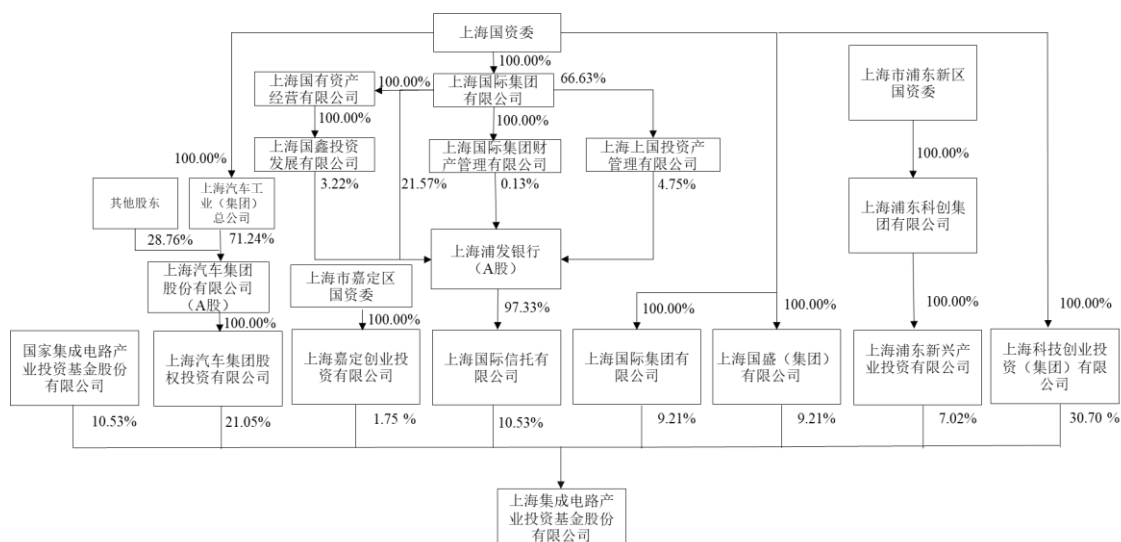 上海国资委
100.00%
上海国有资产
经营有限公司
100.00%
上海国际集团
有限公司
66.63%
上海市浦东新区
国资委
100.00%
100.00%
上海国鑫投资
发展有限公司
上海国际集团财
产管理有限公司
上海上国投资产
管理有限公司
100.00%
100.00%
3.22%
21.57%
0.13%
4.75%
其他股东
上海汽车工
业（集团）
总公司
上海浦东科创集
团有限公司
28.76%
71.24%
上海浦发银行
（A股）
上海汽车集团
股份有限公司
（A股）
上海市嘉定区
国资委
97.33%
100.00%
100.00%
100.00%
100.00%
100.00%
100.00%
国家集成电路产
业投资基金股份
有限公司
上海汽车集团股
权投资有限公司
上海嘉定创业投
资有限公司
上海国际信托有
限公司
上海国际集团有
限公司
上海国盛（集团）
有限公司
上海浦东新兴产
业投资有限公司
上海科技创业投
资（集团）有限公
司
10.53%
21.05%
1.75 %
10.53%
9.21%
9.21%
7.02%
30.70 %
上海集成电路产
业投资基金股份
有限公司